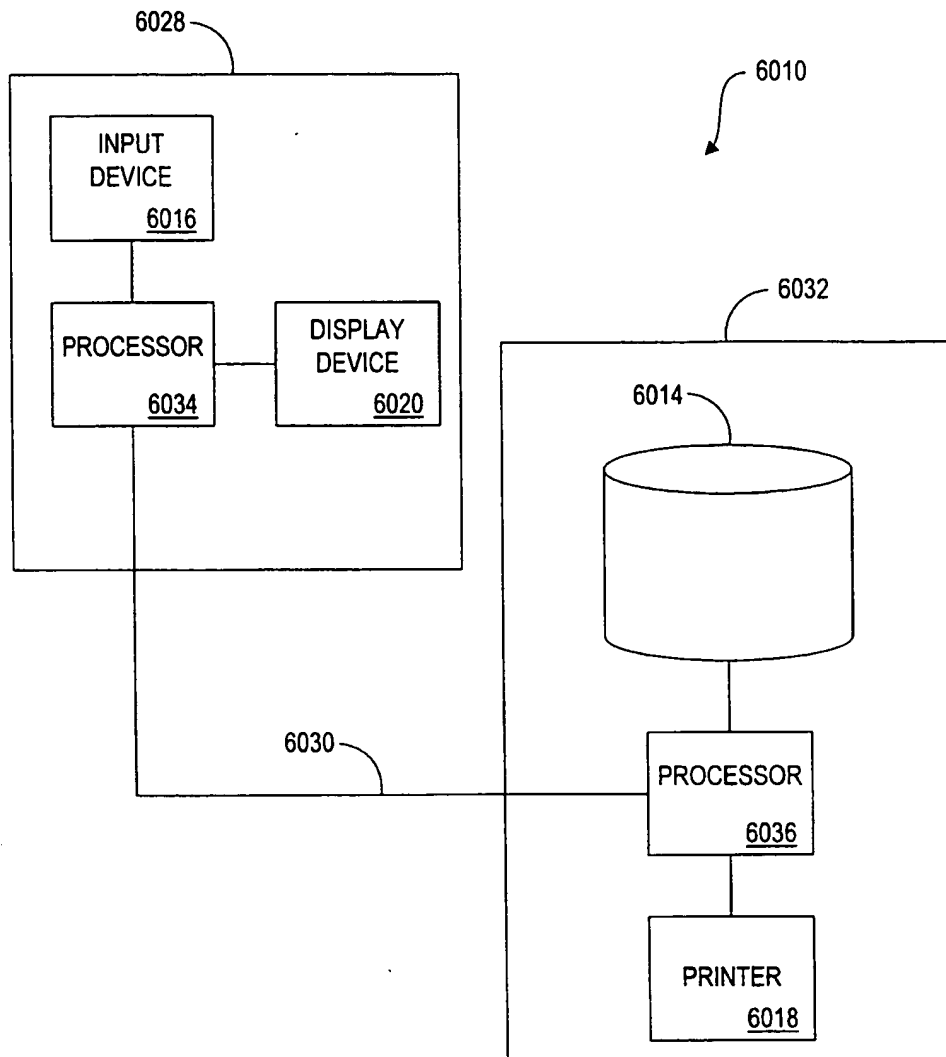 6028
6010
INPUT
DEVICE
6016
6032
PROCESSOR
6034
DISPLAY
DEVICE
6020
6014
6030
PROCESSOR
6036
PRINTER
6018